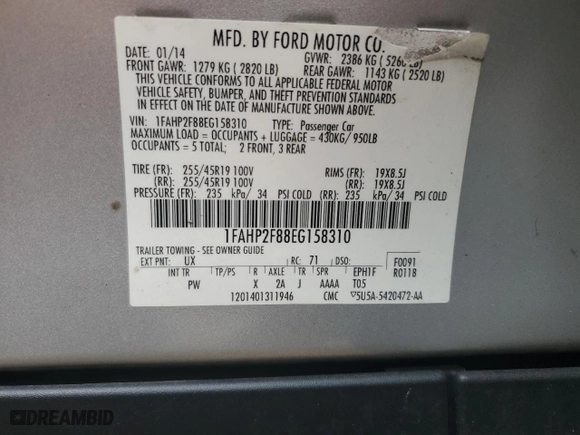 MFD. BY FORD MOTOR CO.
DATE: 01/14 GVWR: 2386 KG ( 5260 LB)
FRONT GAWR: 1279 KG ( 2820 LB) REAR GAWR: 1143 KG ( 2520 LB)
THIS VEHICLE CONFORMS TO ALL APPLICABLE FEDERAL MOTOR
VEHICLE SAFETY, BUMPER, AND THEFT PREVENTION STANDARDS
IN EFFECT ON THE DATE OF MANUFACTURE SHOWN ABOVE.
VIN: 1FAHP2F88EG158310 TYPE: Passenger Car
MAXIMUM LOAD = OCCUPANTS + LUGGAGE = 430KG/ 950LB
OCCUPANTS = 5 TOTAL; 2 FRONT, 3 REAR
TIRE (FR): 255/45R19 100V RIMS (FR): 19X8.5J
(RR): 255/45R19 100V (RR): 19X8.5J
PRESSURE (FR): 235 kPa/ 34 PSI COLD (RR): 235 kPa/ 34 PSI COLD
1FAHP2F88EG158310
TRAILER TOWING - SEE OWNER GUIDE
EXT PNT: UX RC: 71 DSO: F0091
INT TR TP/PS R AXLE TR SPR EPH1F R0118
PW X 2A J AAAA T05
1201401311946 CMC ▽5U5A-5420472-AA
DREAMBID